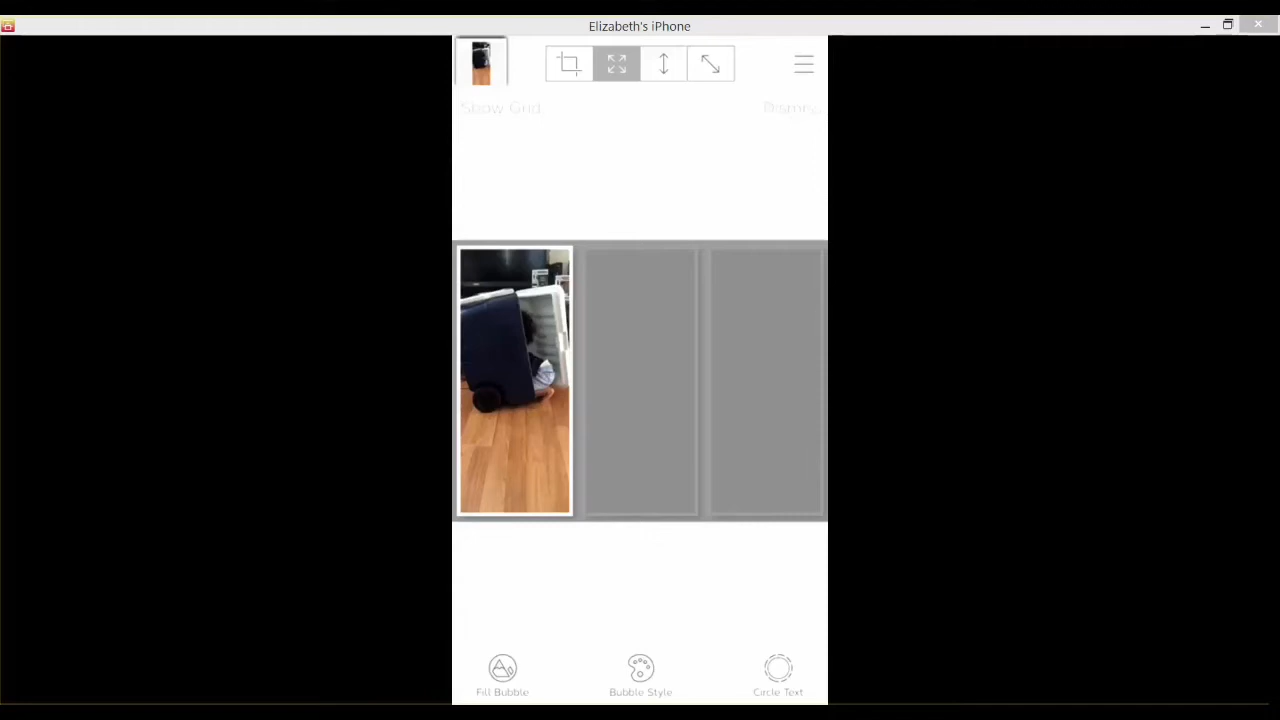 Elizabeth's iPhone
Show Grid
Fill Bubble
Bubble Style
Circle Text